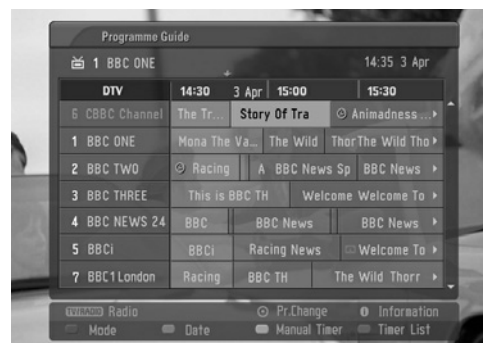 Programme Guide
1 BBC ONE 14:35 3 Apr
DTV 14:30 3 Apr 15:00 15:30
6 CBBC Channel The Tr... Story Of Tra Animadness ...
1 BBC ONE Mona The Va... The Wild Thor The Wild Tho
2 BBC TWO Racing A BBC News Sp BBC News
3 BBC THREE This is BBC TH Welcome Welcome To
4 BBC NEWS 24 BBC BBC News BBC News
5 BBCi BBCi Racing News Welcome To
7 BBC1 London Racing BBC TH The Wild Thorr
TV/RADIO Radio Pr.Change Information
Mode Date Manual Timer Timer List